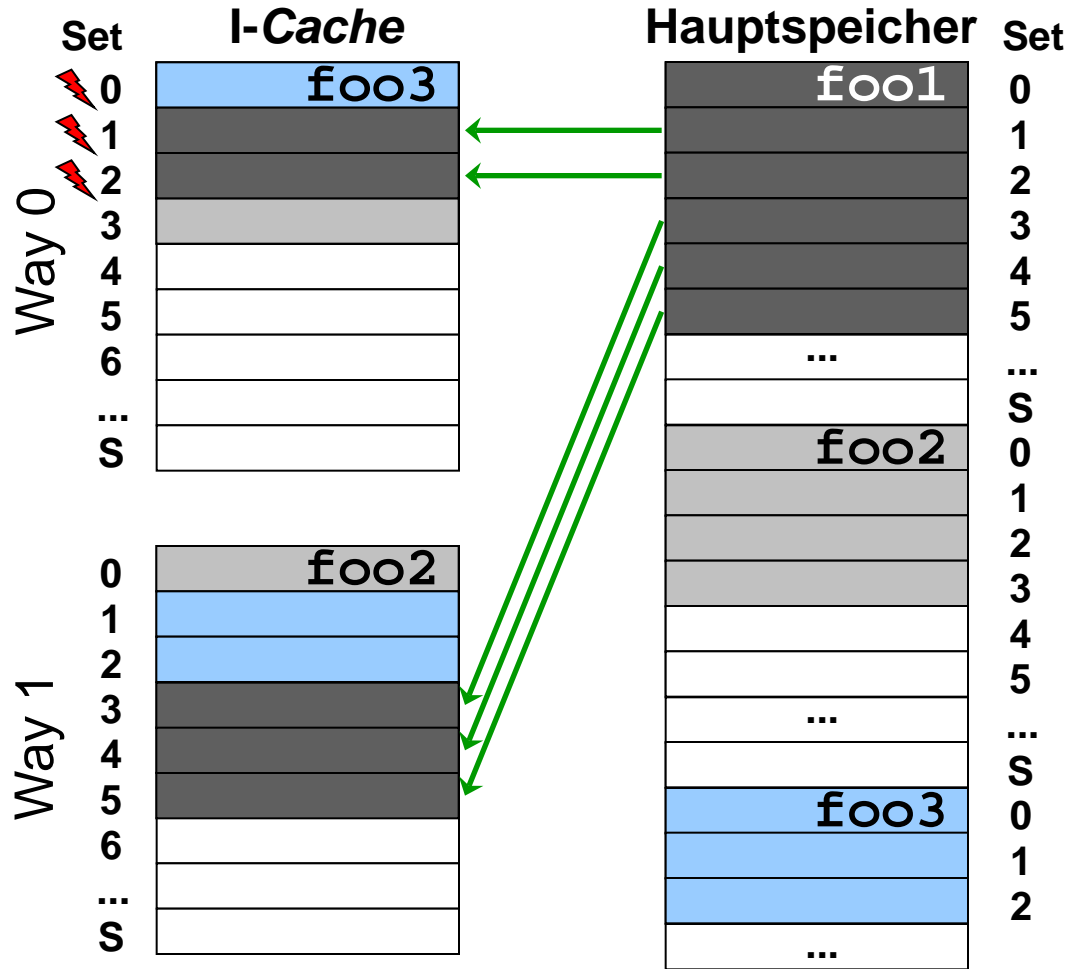 Set I-Cache Hauptspeicher Set
0 foo3 foo1 0
1 1
2 2
3 3
4 4
5 5
6 ... ...
... S
S foo2 0
Way 0
1
0 foo2 2
1 3
2 4
3 5
4 ... ...
5 S
6 foo3 0
... 1
S 2
Way 1
...